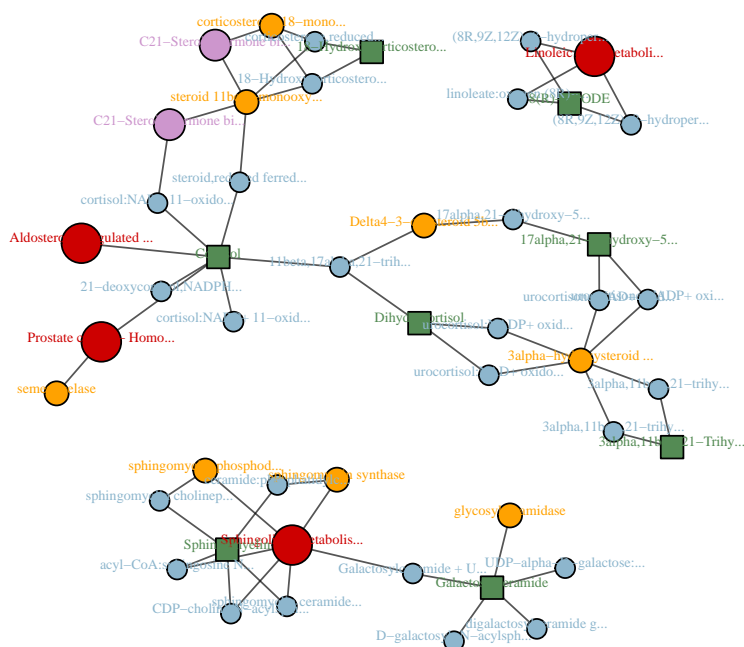 corticosterone 18-mono...
C21-Steroid hormone bi...
18-Hydroxycorticostero...
18-Hydroxycorticostero...
steroid 11beta-monooxy...
C21-Steroid hormone bi...
(8R,9Z,12Z)-8-hydroper...
Linoleic acid metaboli...
linoleate:oxygen (8R)-
8(R)-HPODE
(8R,9Z,12Z)-8-hydroper...
steroid,reduced ferred...
cortisol:NADP+ 11-oxido...
Aldosterone-regulated ...
Cortisol
11beta,17alpha,21-trih...
Delta4-3-oxosteroid 5b...
17alpha,21-Dihydroxy-5...
17alpha,21-Dihydroxy-5...
21-deoxycortisol,NADPH...
cortisol:NAD+ 11-oxid...
Prostate cancer - Homo...
semenogelase
Dihydrocortisol
urocortisol:NADP+ oxid...
urocortisol:NAD+ oxido...
NADP+ oxi...
3alpha-hydroxysteroid ...
3alpha,11beta,21-trihy...
3alpha,11beta,21-trihy...
3alpha,11beta,21-Trihy...
sphingomyelin phosphod...
sphingomyelin synthase
ceramide:phosphatidylc
sphingomyelin cholinep...
Sphingomyelin
Sphingolipid metabolis...
acyl-CoA:sphingosine N...
CDP-choline:N-acylsph
sphingomyelin ceramide...
glycosylceramidase
Galactosylceramide + U...
UDP-alpha-D-galactose:...
Galactosylceramide
digalactosylceramide g...
D-galactosyl-N-acylsph...